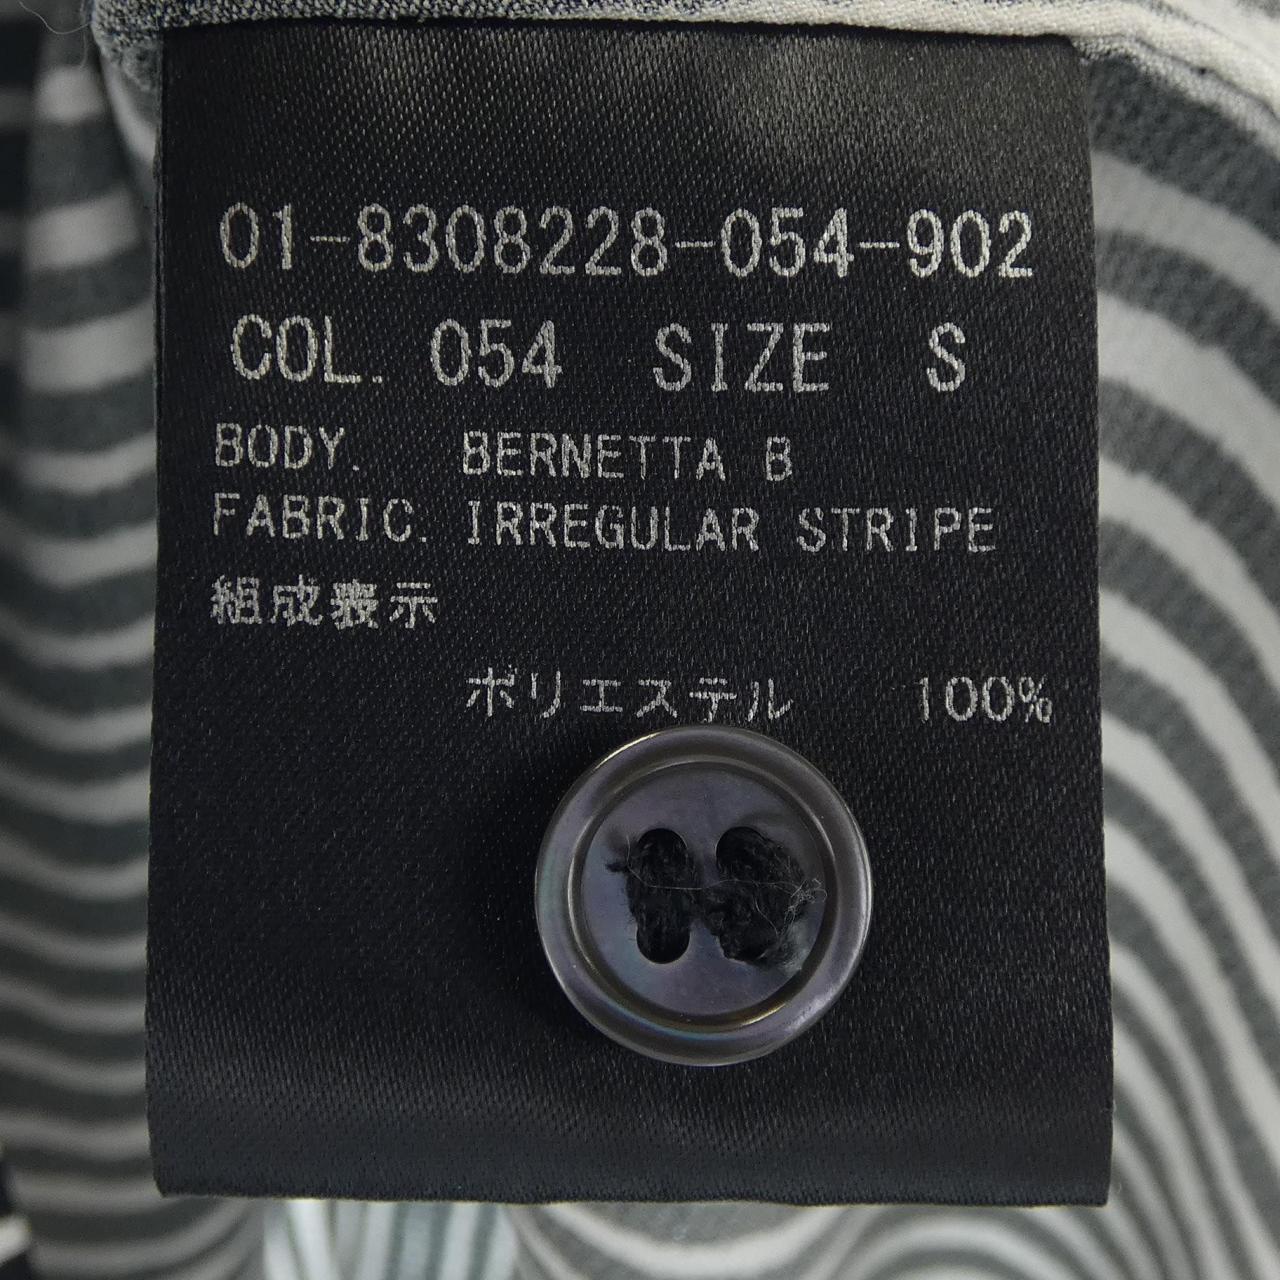 01-8308228-054-902
COL. 054 SIZE S
BODY. BERNETTA B
FABRIC. IRREGULAR STRIPE
組成表示
ポリエステル 100%